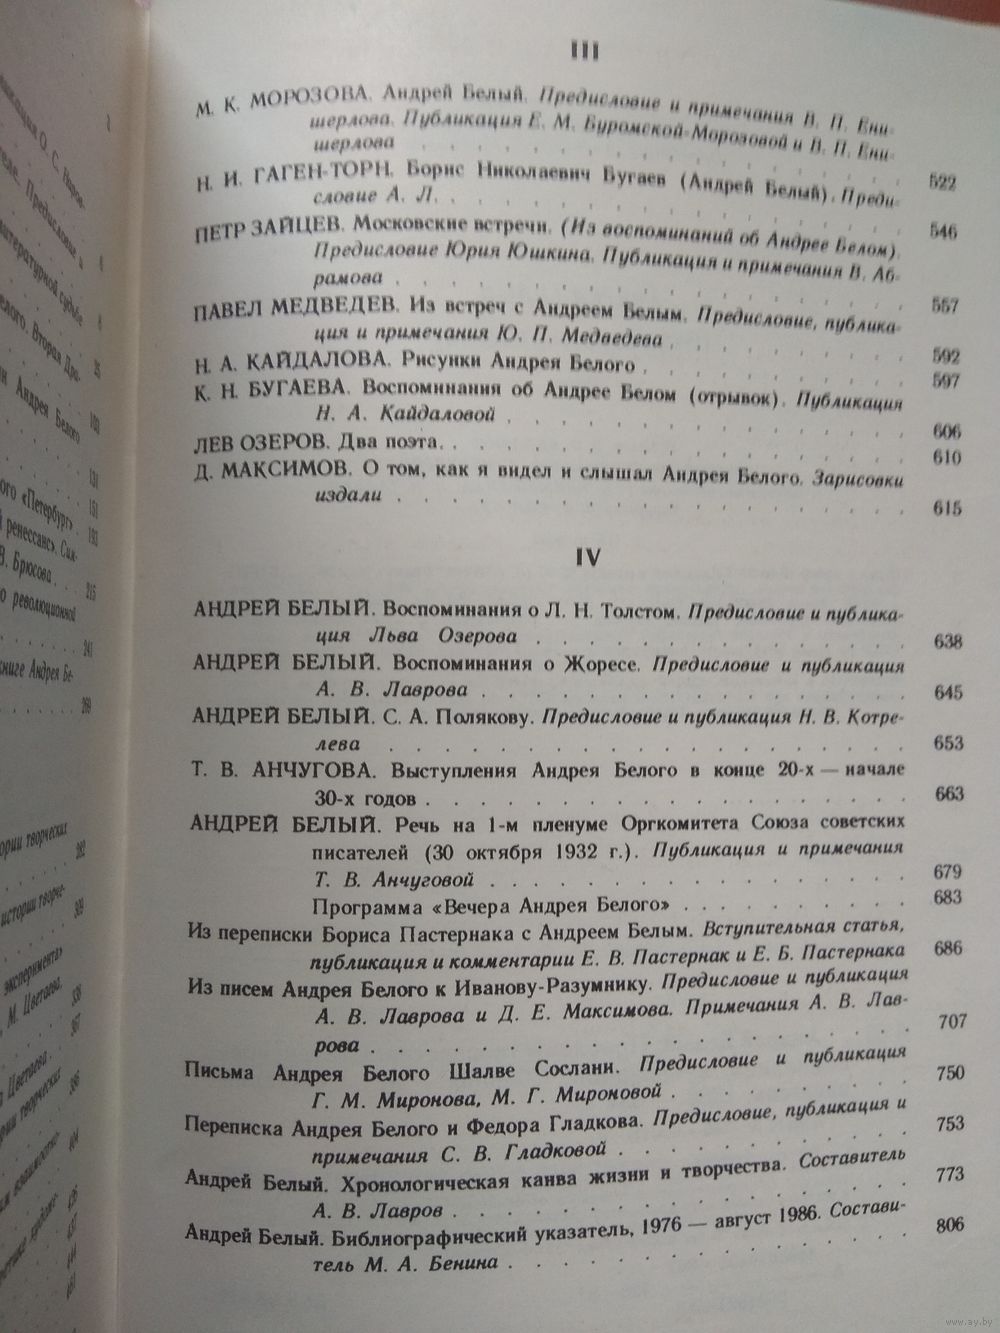 III
М. К. МОРОЗОВА. Андрей Белый. Предисловие и примечания В. П. Ени-
шерлова. Публикация Е. М. Буромской-Морозовой и В. П. Ени-
шерлова . . . . . . . . . . . . . . . . . 522
Н. И. ГАГЕН-ТОРН. Борис Николаевич Бугаев (Андрей Белый). Преди-
словие А. Л. . . . . . . . . . . . . . . . . 546
ПЕТР ЗАЙЦЕВ. Московские встречи. (Из воспоминаний об Андрее Белом).
Предисловие Юрия Юшкина. Публикация и примечания В. Аб-
рамова . . . . . . . . . . . . . . . . . 557
ПАВЕЛ МЕДВЕДЕВ. Из встреч с Андреем Белым. Предисловие, публика-
ция и примечания Ю. П. Медведева . . . . . . . . . 592
Н. А. КАЙДАЛОВА. Рисунки Андрея Белого . . . . . . . . . 597
К. Н. БУГАЕВА. Воспоминания об Андрее Белом (отрывок). Публикация
Н. А. Кайдаловой . . . . . . . . . . . . . . 606
ЛЕВ ОЗЕРОВ. Два поэта. . . . . . . . . . . . . . . . . 610
Д. МАКСИМОВ. О том, как я видел и слышал Андрея Белого. Зарисовки
издали . . . . . . . . . . . . . . . . . 615
IV
АНДРЕЙ БЕЛЫЙ. Воспоминания о Л. Н. Толстом. Предисловие и публика-
ция Льва Озерова . . . . . . . . . . . . . . 638
АНДРЕЙ БЕЛЫЙ. Воспоминания о Жоресе. Предисловие и публикация
А. В. Лаврова . . . . . . . . . . . . . . . 645
АНДРЕЙ БЕЛЫЙ. С. А. Полякову. Предисловие и публикация Н. В. Котре-
лева . . . . . . . . . . . . . . . . . . . 653
Т. В. АНЧУГОВА. Выступления Андрея Белого в конце 20-х — начале
30-х годов . . . . . . . . . . . . . . . . . 663
АНДРЕЙ БЕЛЫЙ. Речь на 1-м пленуме Оргкомитета Союза советских
писателей (30 октября 1932 г.). Публикация и примечания
Т. В. Анчуговой . . . . . . . . . . . . . . . 679
Программа «Вечера Андрея Белого» . . . . . . . . 683
Из переписки Бориса Пастернака с Андреем Белым. Вступительная статья,
публикация и комментарии Е. В. Пастернак и Е. Б. Пастернака 686
Из писем Андрея Белого к Иванову-Разумнику. Предисловие и публикация
А. В. Лаврова и Д. Е. Максимова. Примечания А. В. Лав-
рова . . . . . . . . . . . . . . . . . . . 707
Письма Андрея Белого Шалве Сослани. Предисловие и публикация
Г. М. Миронова, М. Г. Мироновой . . . . . . . . . 750
Переписка Андрея Белого и Федора Гладкова. Предисловие, публикация и
примечания С. В. Гладковой . . . . . . . . . . . 753
Андрей Белый. Хронологическая канва жизни и творчества. Составитель
А. В. Лавров . . . . . . . . . . . . . . . . 773
Андрей Белый. Библиографический указатель, 1976 — август 1986. Состави-
тель М. А. Бенина . . . . . . . . . . . . . . 806
www.ay.by